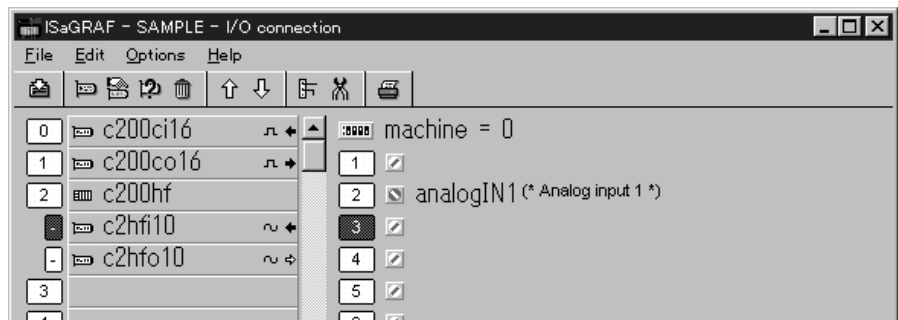 ISaGRAF - SAMPLE - I/O connection
File Edit Options Help
0 c200ci16
1 c200co16
2 c200hf
- c2hfi10
- c2hfo10
3
machine = 0
1
2 analogIN1 (* Analog input 1 *)
3
4
5